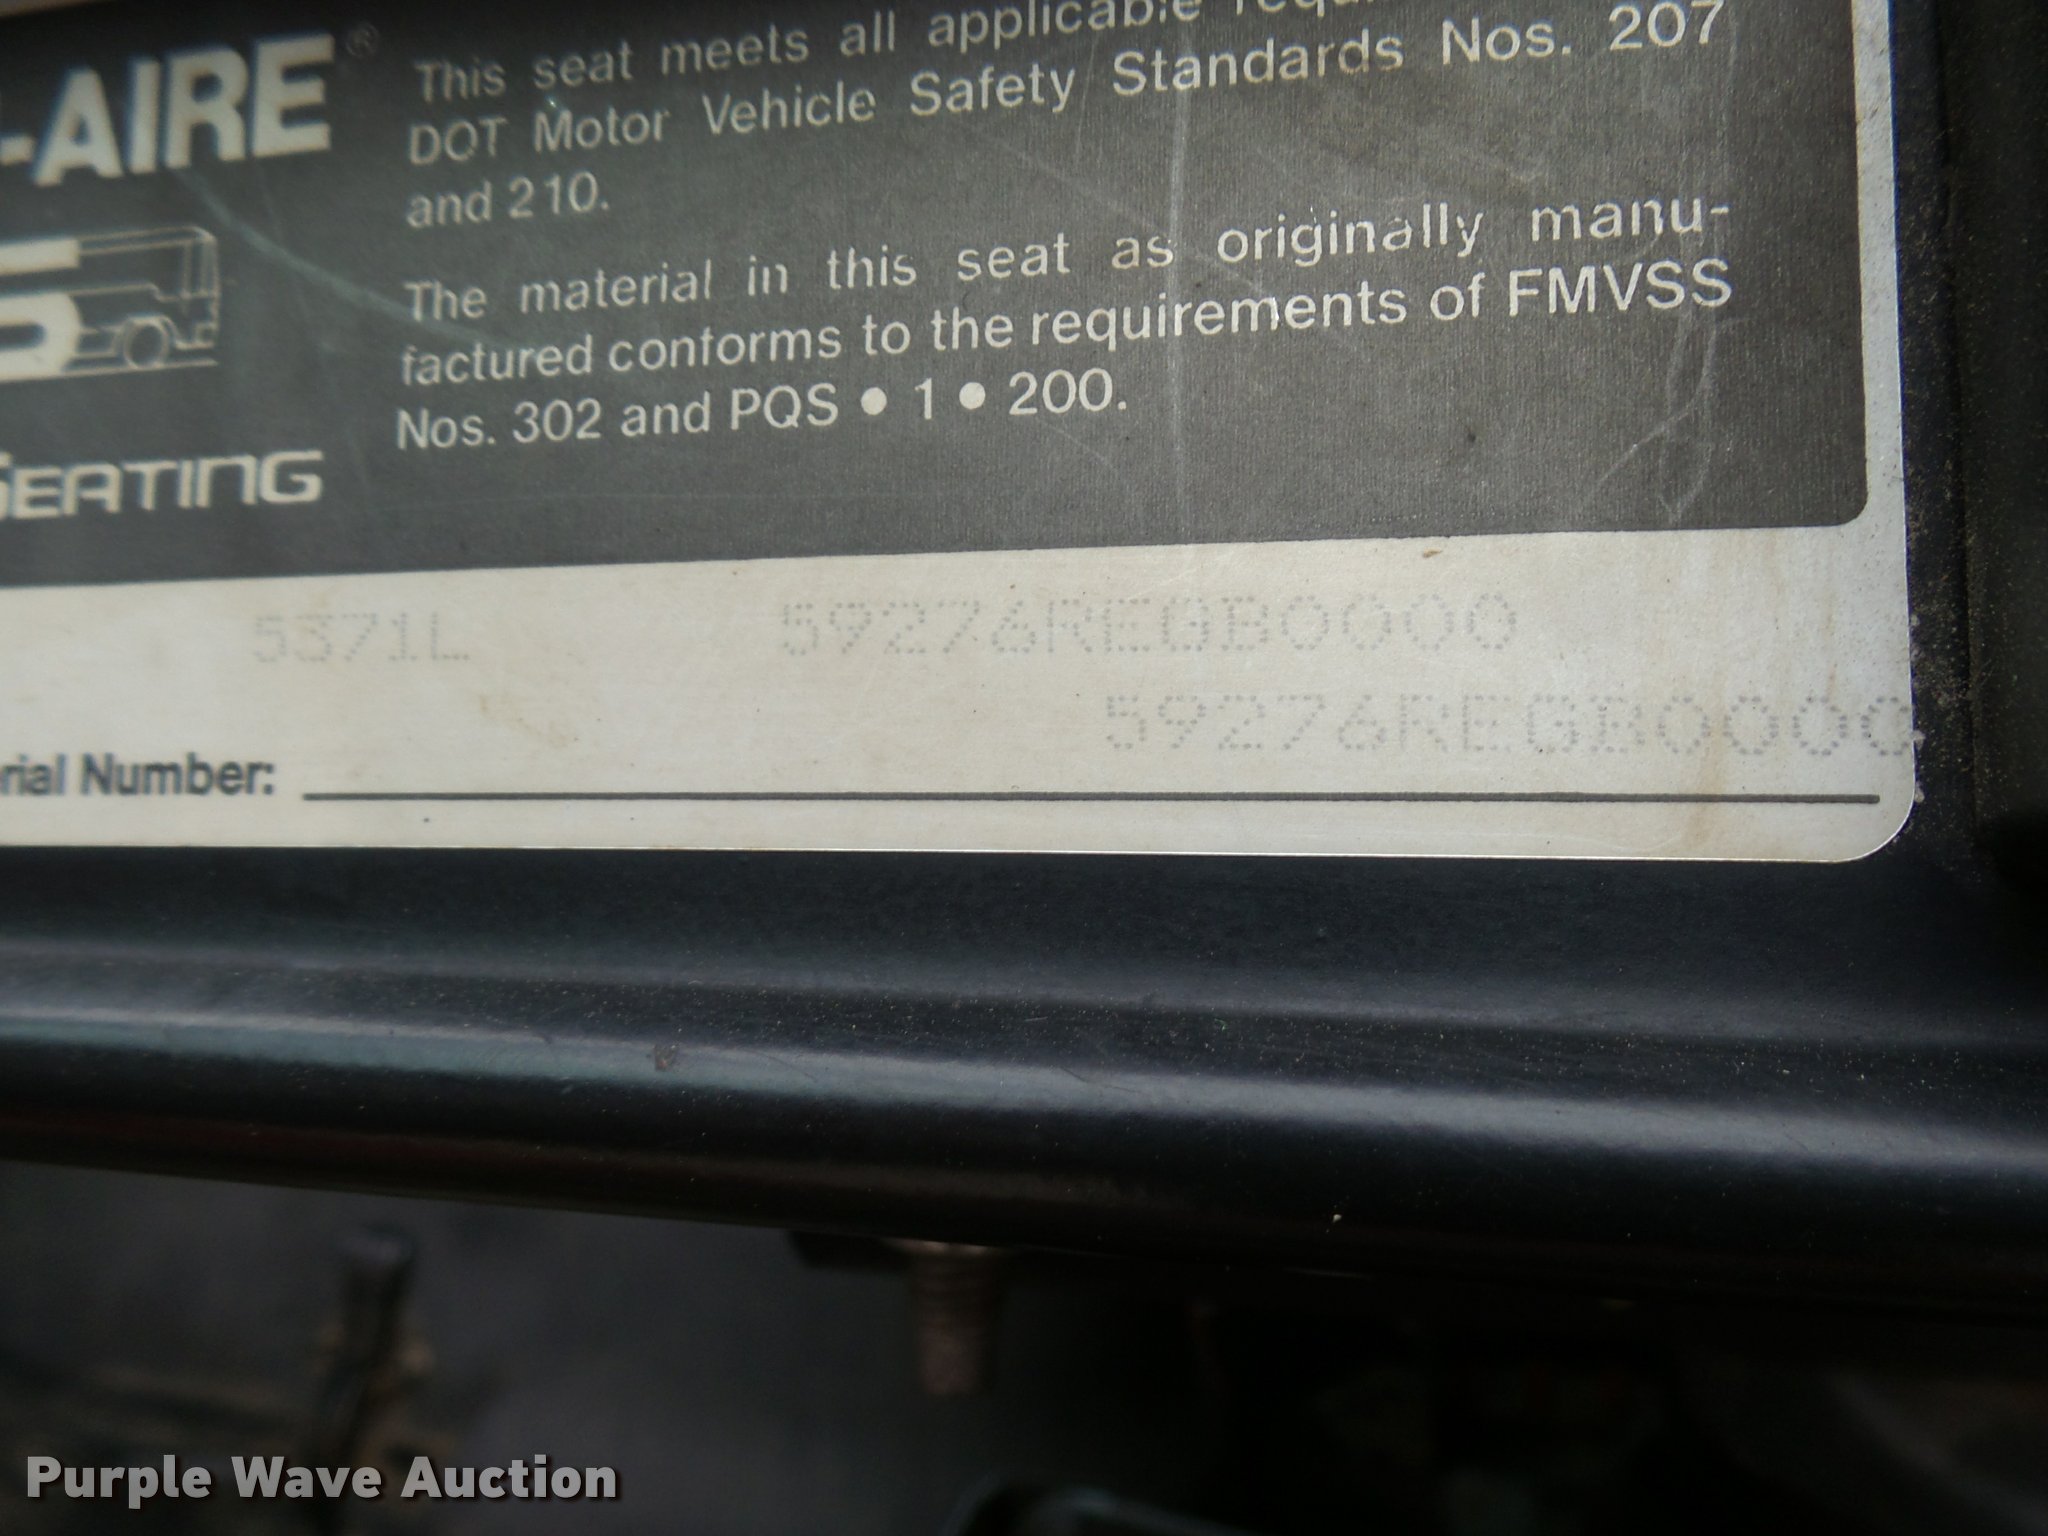 -AIRE®
This seat meets all applicable
DOT Motor Vehicle Safety Standards Nos. 207
and 210.
The material in this seat as originally manu-
factured conforms to the requirements of FMVSS
Nos. 302 and PQS • 1 • 200.
SEATING
5371L 59276REGB0000
59276REGB0000
rial Number:
Purple Wave Auction